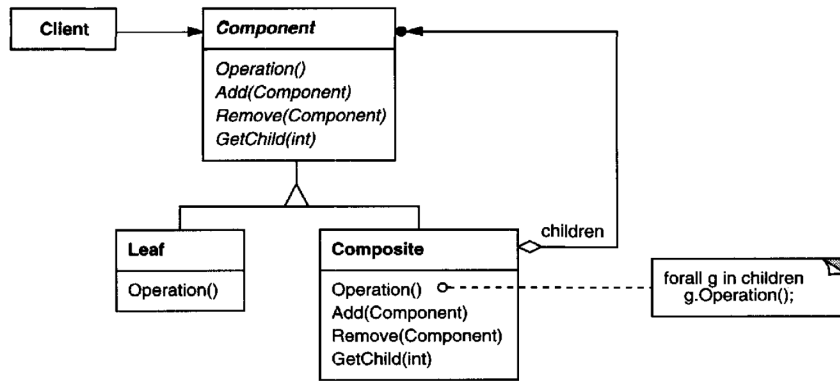 Client
Component
Operation()
Add(Component)
Remove(Component)
GetChild(int)
Leaf
Operation()
Composite
Operation()
Add(Component)
Remove(Component)
GetChild(int)
children
forall g in children
g.Operation();